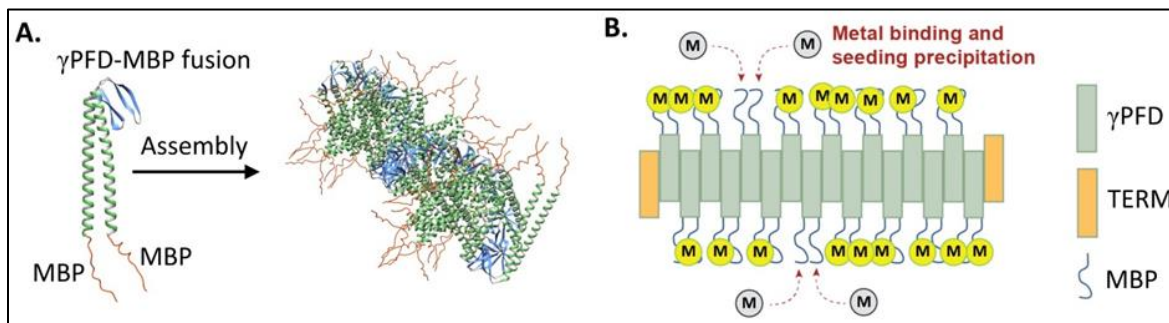 A.
γPFD-MBP fusion
Assembly
MBP
MBP
B.
M
M
Metal binding and
seeding precipitation
M M M M M M M M M
M M M M M M M M M
M
M
γPFD
TERM
MBP